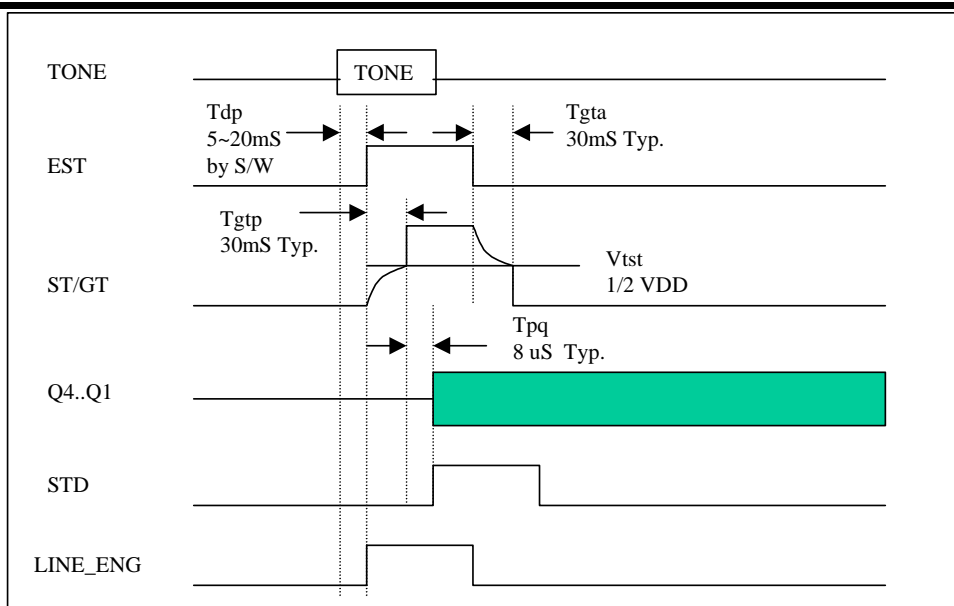 TONE
TONE
Tdp
5~20mS
by S/W
Tgta
30mS Typ.
EST
Tgtp
30mS Typ.
Vtst
1/2 VDD
ST/GT
Tpq
8 uS Typ.
Q4..Q1
STD
LINE_ENG